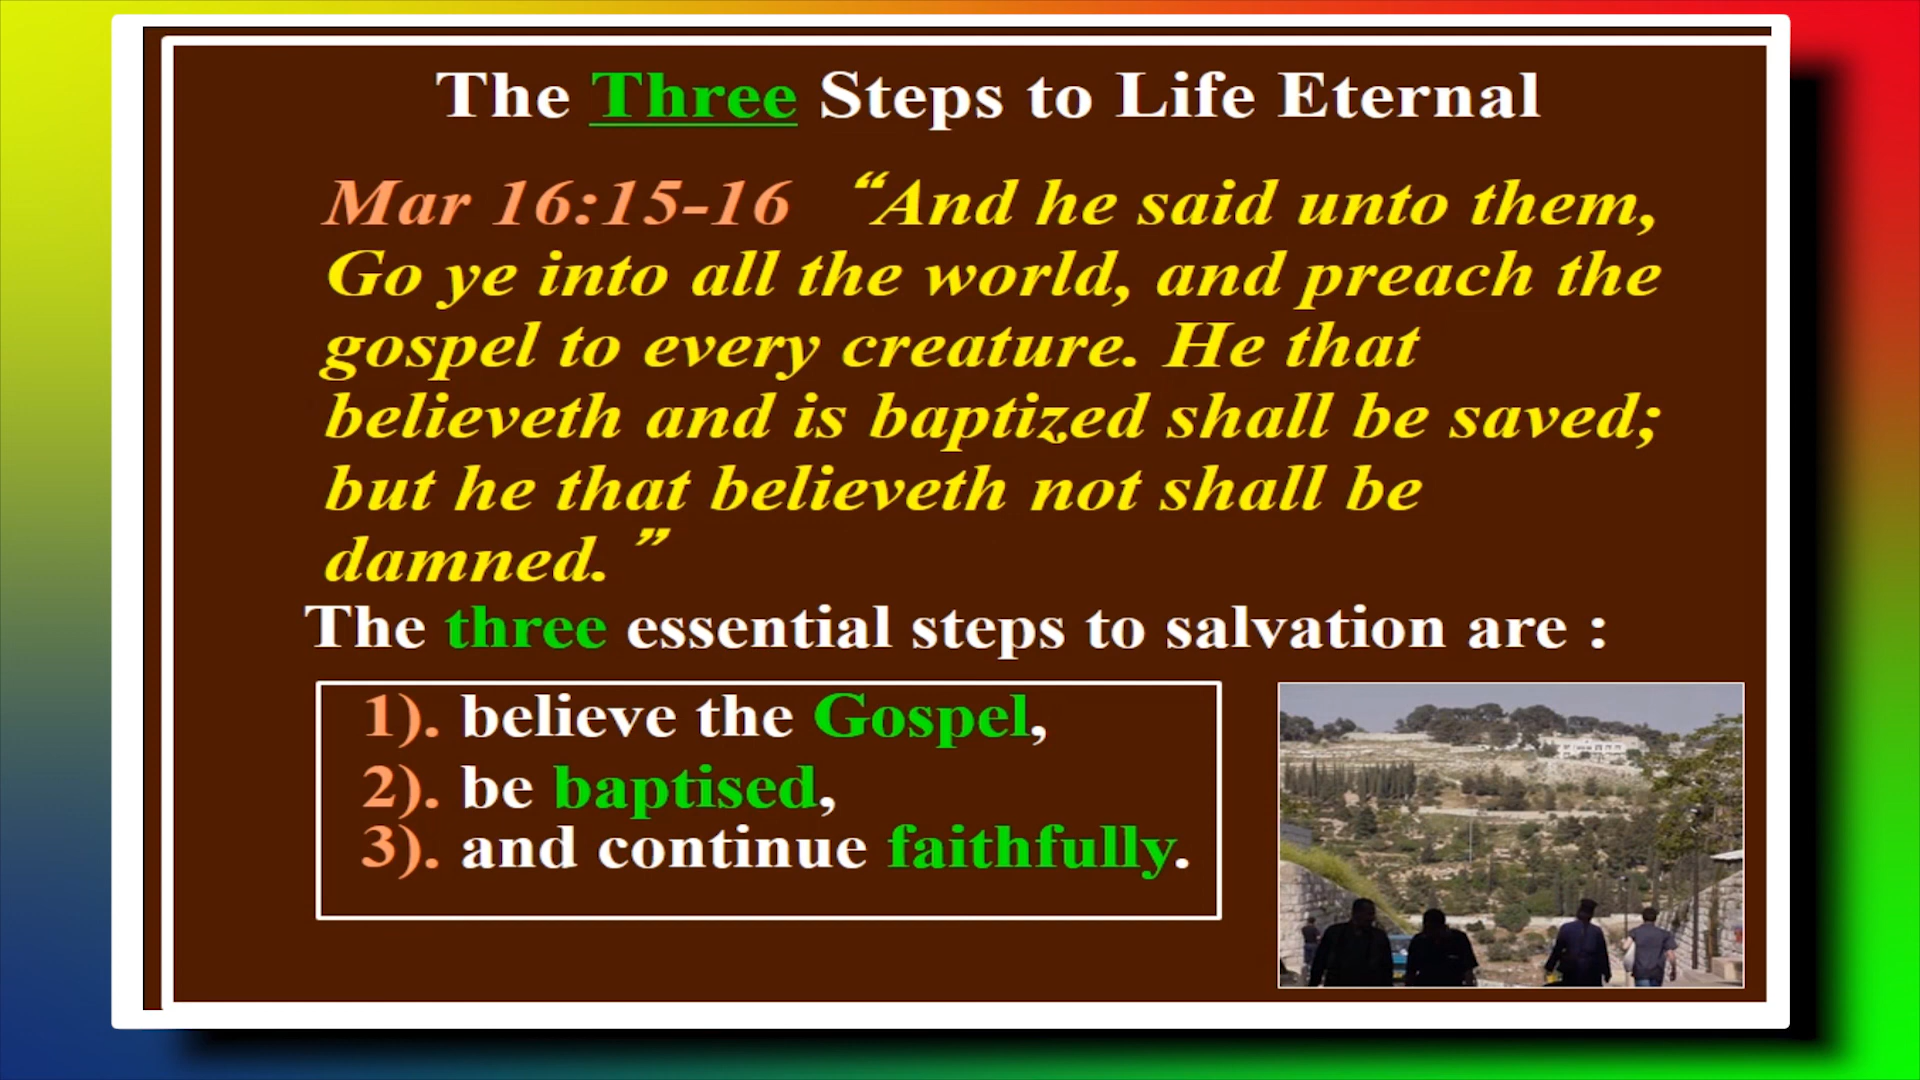 The Three Steps to Life Eternal
Mar 16:15-16 “And he said unto them,
Go ye into all the world, and preach the
gospel to every creature. He that
believeth and is baptized shall be saved;
but he that believeth not shall be
damned.”
The three essential steps to salvation are :
1). believe the Gospel,
2). be baptised,
3). and continue faithfully.